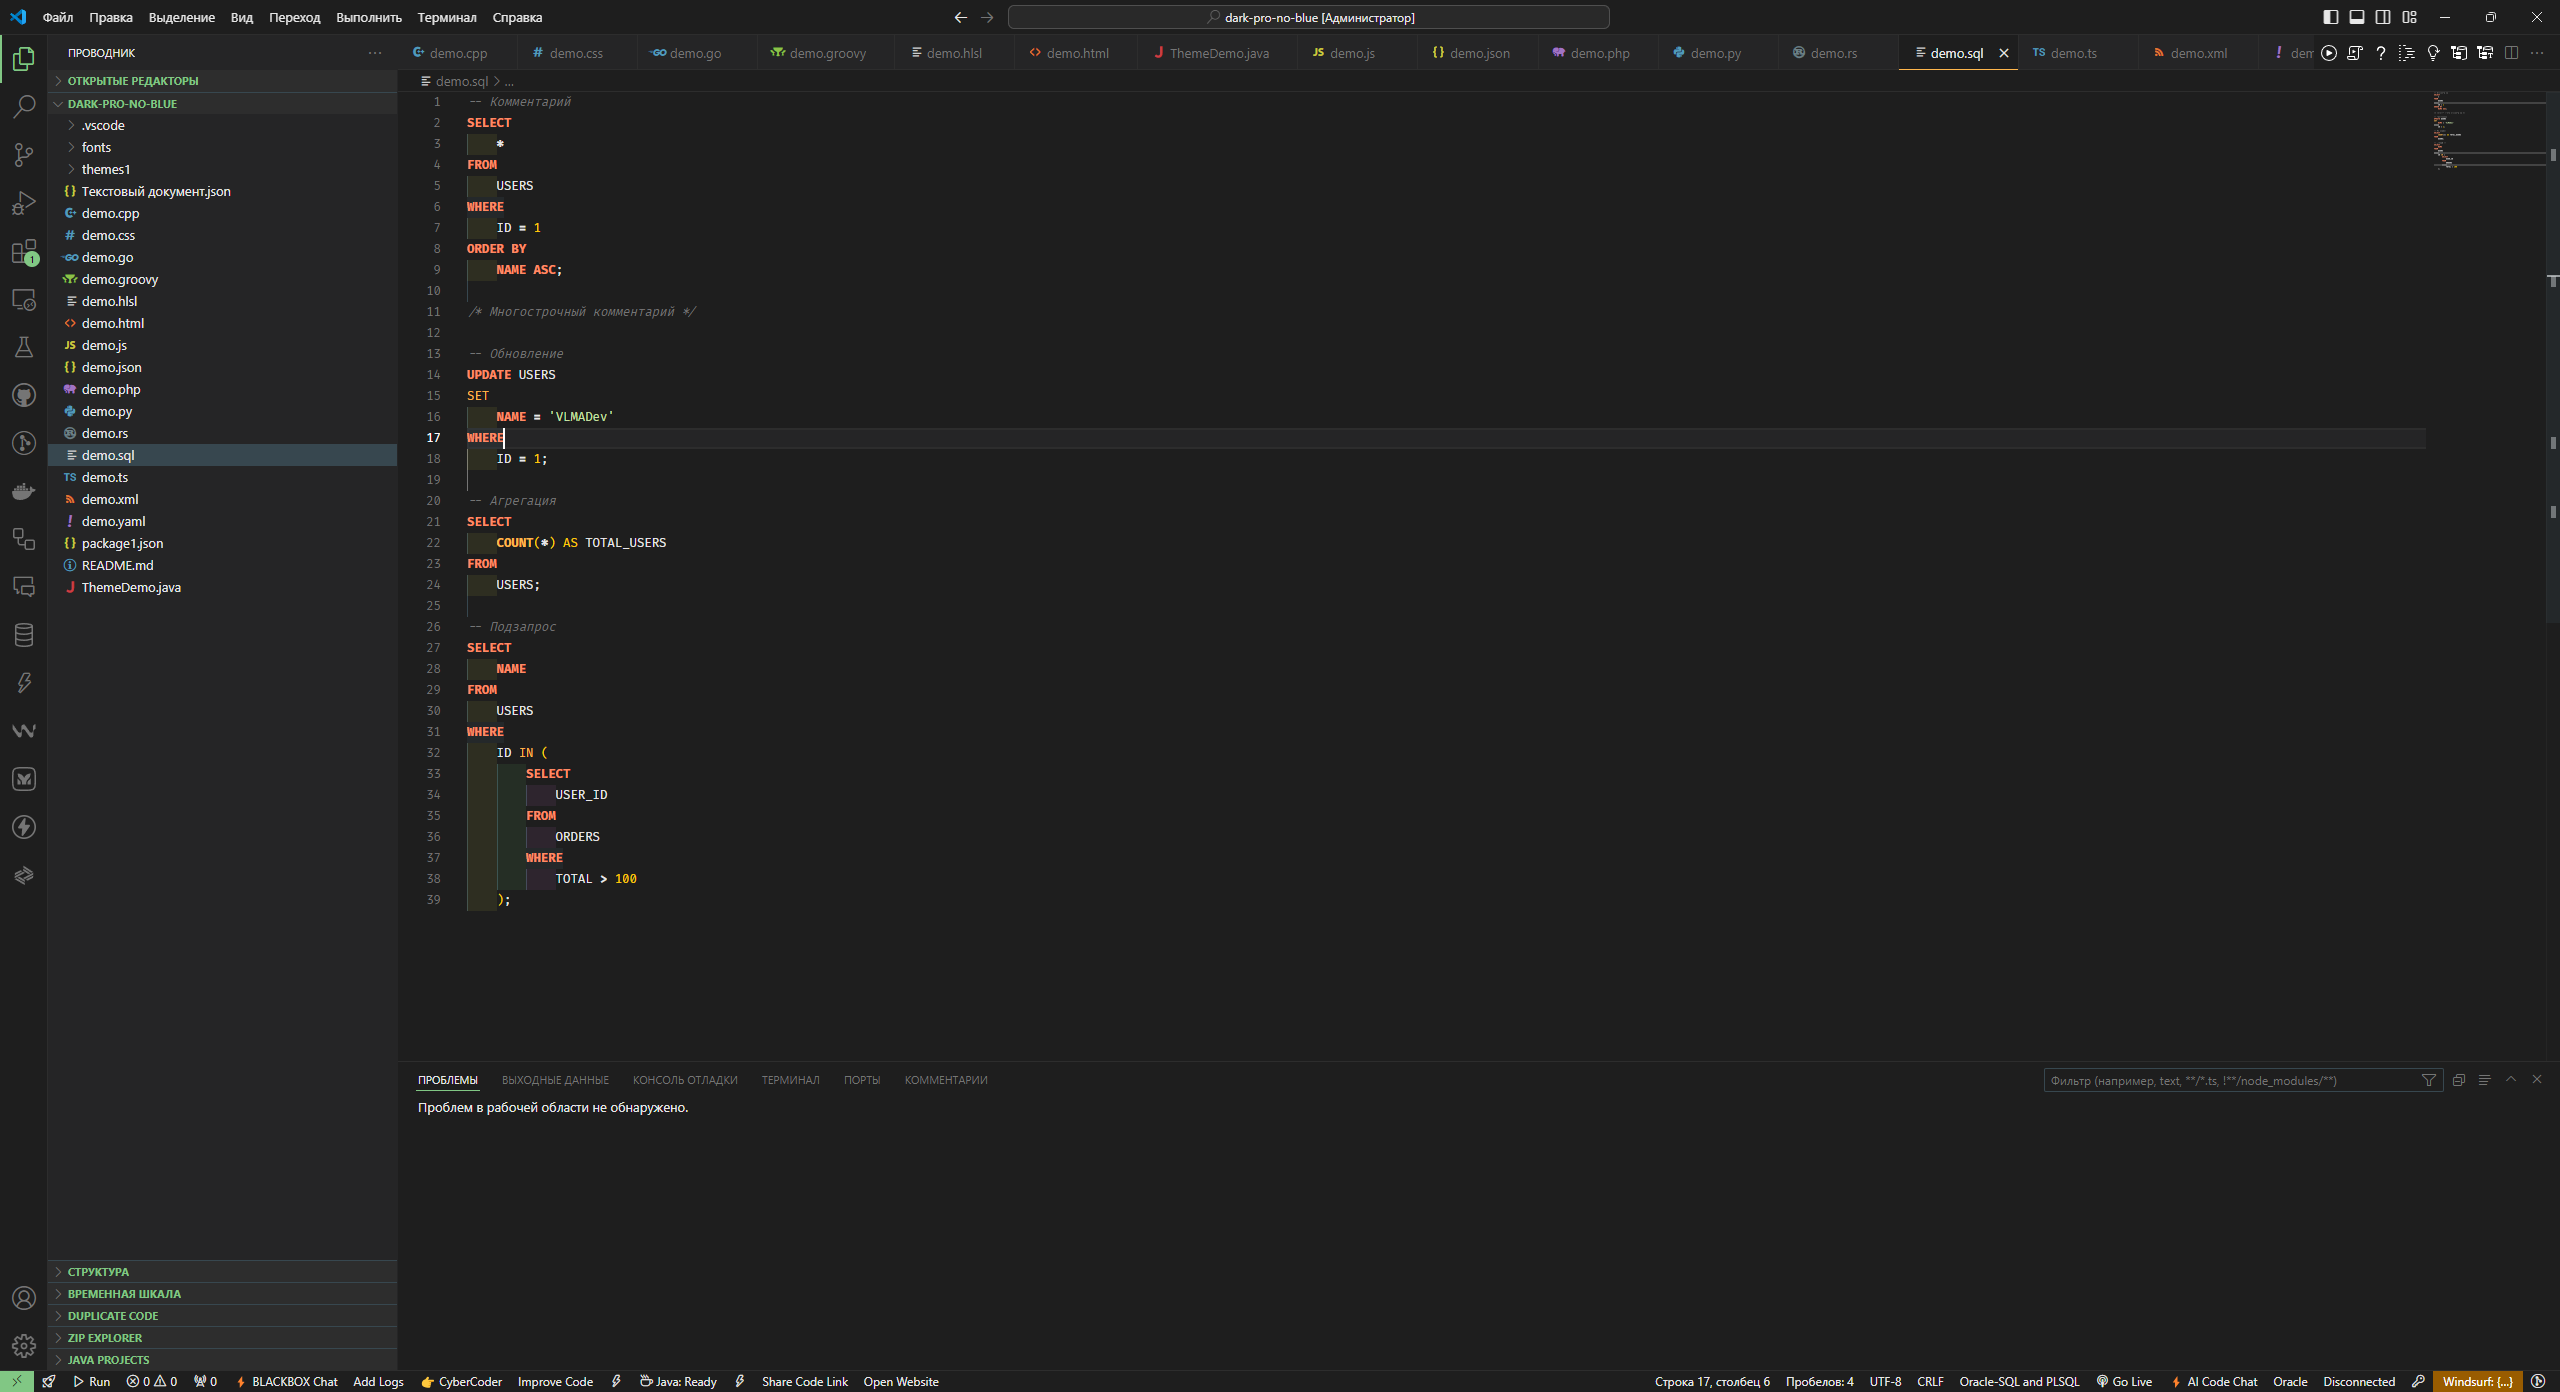 Файл Правка Выделение Вид Переход Выполнить Терминал Справка
dark-pro-no-blue [Администратор]
ПРОВОДНИК
ОТКРЫТЫЕ РЕДАКТОРЫ
DARK-PRO-NO-BLUE
.vscode
fonts
themes1
{} Текстовый документ.json
demo.cpp
# demo.css
GO demo.go
demo.groovy
demo.hlsl
<> demo.html
JS demo.js
{} demo.json
demo.php
demo.py
demo.rs
demo.sql
TS demo.ts
demo.xml
! demo.yaml
{} package1.json
README.md
J ThemeDemo.java
СТРУКТУРА
ВРЕМЕННАЯ ШКАЛА
DUPLICATE CODE
ZIP EXPLORER
JAVA PROJECTS
1
demo.cpp # demo.css GO demo.go demo.groovy demo.hlsl <> demo.html J ThemeDemo.java JS demo.js {} demo.json demo.php demo.py demo.rs demo.sql TS demo.ts demo.xml ! dem
demo.sql > ...
1 -- Комментарий
2 SELECT
3 *
4 FROM
5 USERS
6 WHERE
7 ID = 1
8 ORDER BY
9 NAME ASC;
10
11 /* Многострочный комментарий */
12
13 -- Обновление
14 UPDATE USERS
15 SET
16 NAME = 'VLMADev'
17 WHERE
18 ID = 1;
19
20 -- Агрегация
21 SELECT
22 COUNT(*) AS TOTAL_USERS
23 FROM
24 USERS;
25
26 -- Подзапрос
27 SELECT
28 NAME
29 FROM
30 USERS
31 WHERE
32 ID IN (
33 SELECT
34 USER_ID
35 FROM
36 ORDERS
37 WHERE
38 TOTAL > 100
39 );
ПРОБЛЕМЫ ВЫХОДНЫЕ ДАННЫЕ КОНСОЛЬ ОТЛАДКИ ТЕРМИНАЛ ПОРТЫ КОММЕНТАРИИ
Фильтр (например, text, **/*.ts, !**/node_modules/**)
Проблем в рабочей области не обнаружено.
Run 0 0 0 BLACKBOX Chat Add Logs CyberCoder Improve Code Java: Ready Share Code Link Open Website
Строка 17, столбец 6 Пробелов: 4 UTF-8 CRLF Oracle-SQL and PLSQL Go Live AI Code Chat Oracle Disconnected Windsurf: {...}